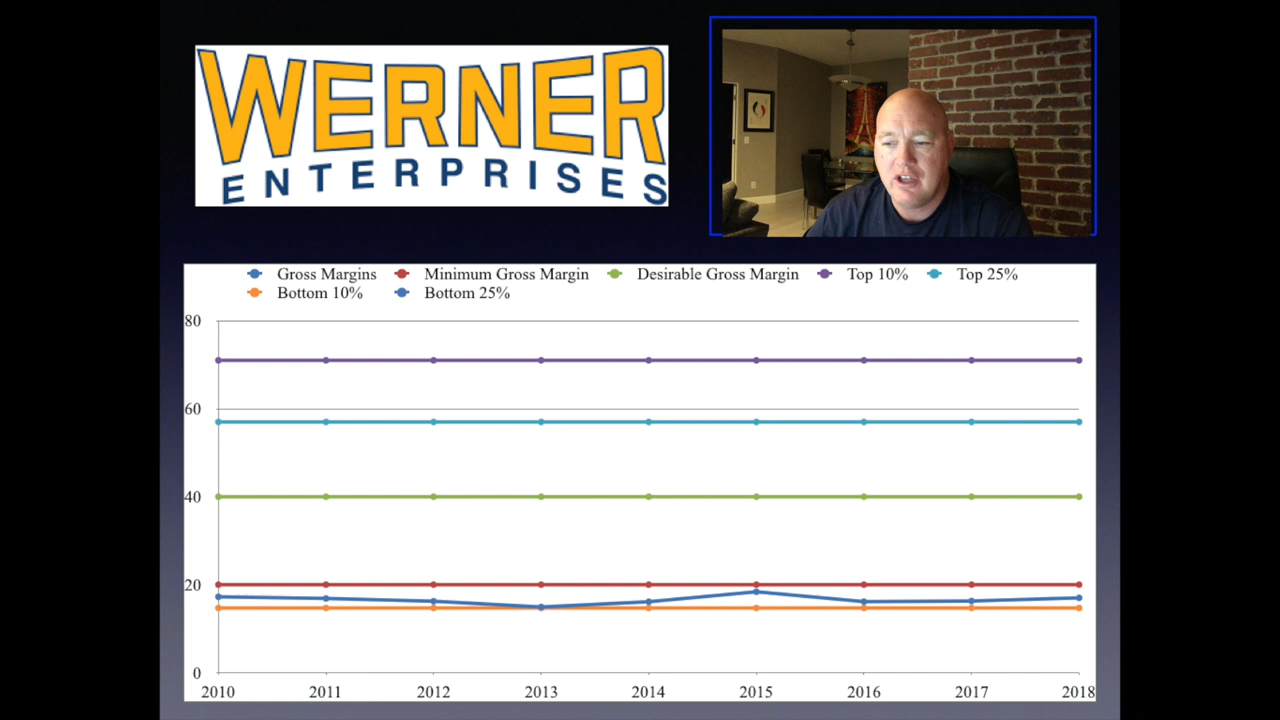 WERNER
ENTERPRISES
Gross Margins Minimum Gross Margin Desirable Gross Margin Top 10% Top 25%
Bottom 10% Bottom 25%
80
60
40
20
0
2010 2011 2012 2013 2014 2015 2016 2017 2018